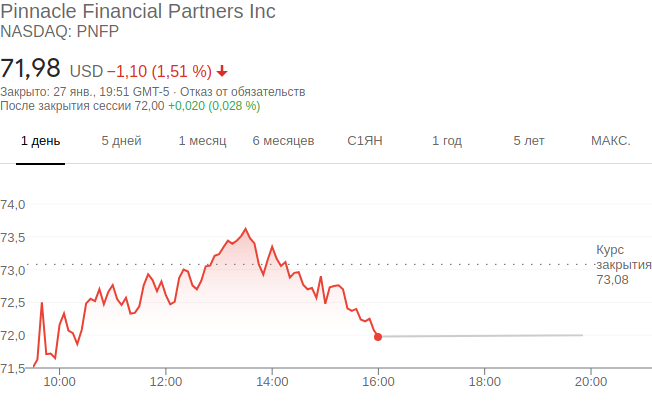 Pinnacle Financial Partners Inc
NASDAQ: PNFP
71,98 USD −1,10 (1,51 %)
Закрыто: 27 янв., 19:51 GMT-5 · Отказ от обязательств
После закрытия сессии 72,00 +0,020 (0,028 %)
1 день 5 дней 1 месяц 6 месяцев С1ЯН 1 год 5 лет МАКС.
74,0
73,5
Курс
закрытия
73,08
73,0
72,5
72,0
71,5
10:00 12:00 14:00 16:00 18:00 20:00